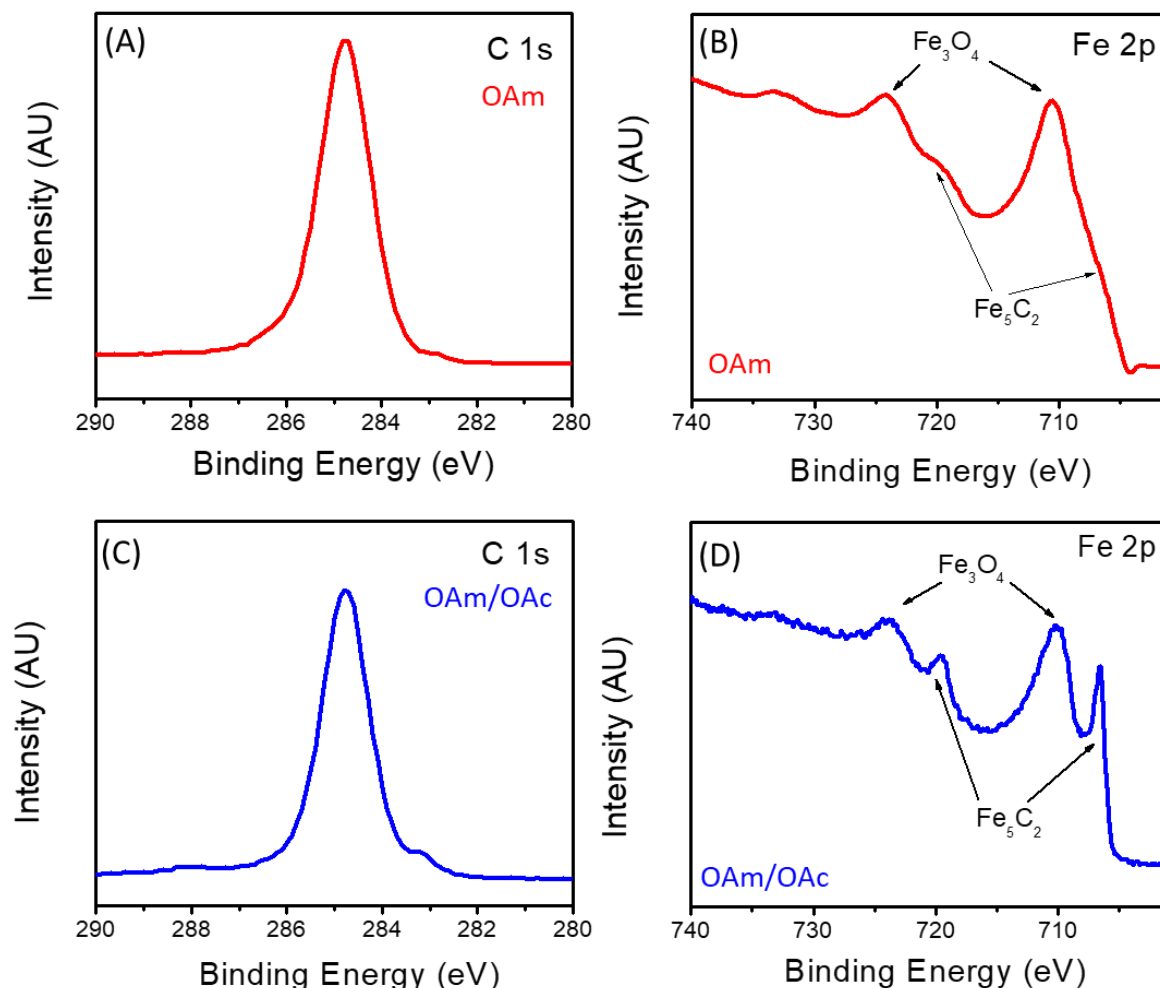 (A)
C 1s
OAm
Intensity (AU)
290 288 286 284 282 280
Binding Energy (eV)
(B)
Fe₃O₄
Fe 2p
Intensity (AU)
Fe₅C₂
OAm
740 730 720 710
Binding Energy (eV)
(C)
C 1s
OAm/OAc
Intensity (AU)
290 288 286 284 282 280
Binding Energy (eV)
(D)
Fe 2p
Fe₃O₄
Intensity (AU)
Fe₅C₂
OAm/OAc
740 730 720 710
Binding Energy (eV)